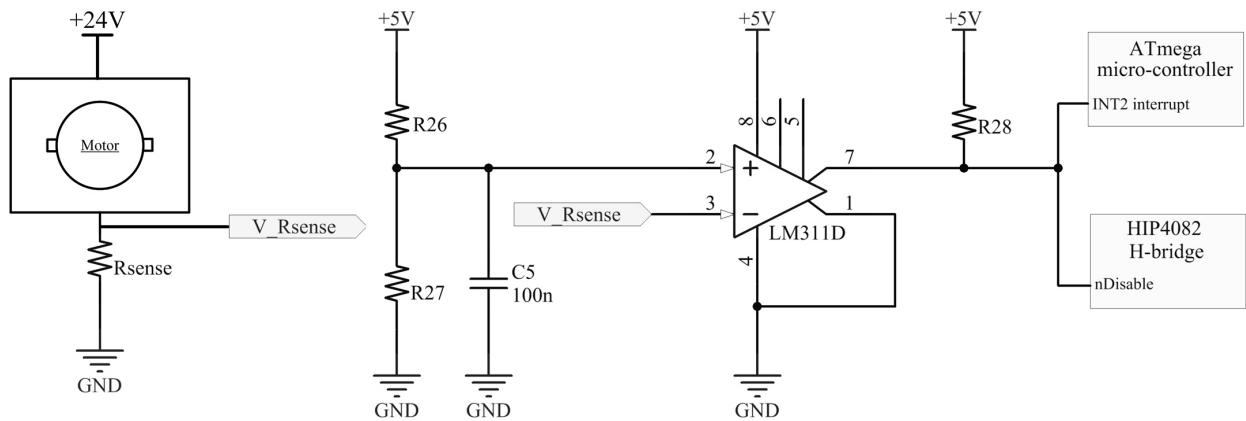 +24V
Motor
V_Rsense
Rsense
GND
+5V
R26
R27
GND
C5
100n
GND
V_Rsense
+5V
8
6
5
2
3
7
1
4
LM311D
GND
+5V
R28
ATmega
micro-controller
INT2 interrupt
HIP4082
H-bridge
nDisable